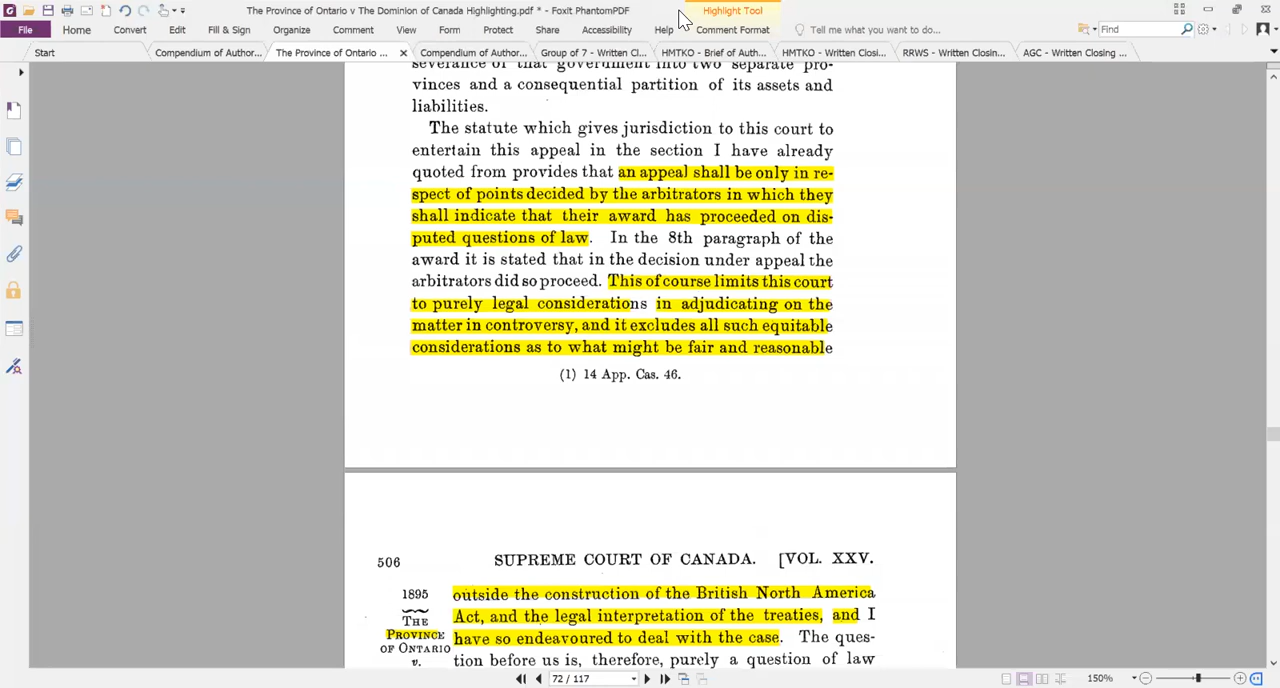 The Province of Ontario v The Dominion of Canada Highlighting.pdf * - Foxit PhantomPDF
Highlight Tool
File Home Convert Edit Fill & Sign Organize Comment View Form Protect Share Accessibility Help Comment Format Tell me what you want to do... Find
Start Compendium of Author... The Province of Ontario ... Compendium of Author... Group of 7 - Written Cl... HMTKO - Brief of Auth... HMTKO - Written Closi... RRWS - Written Closin... AGC - Written Closing ...
severance of that government into two separate pro-
vinces and a consequential partition of its assets and
liabilities.
The statute which gives jurisdiction to this court to
entertain this appeal in the section I have already
quoted from provides that an appeal shall be only in re-
spect of points decided by the arbitrators in which they
shall indicate that their award has proceeded on dis-
puted questions of law. In the 8th paragraph of the
award it is stated that in the decision under appeal the
arbitrators did so proceed. This of course limits this court
to purely legal considerations in adjudicating on the
matter in controversy, and it excludes all such equitable
considerations as to what might be fair and reasonable
(1) 14 App. Cas. 46.
506 SUPREME COURT OF CANADA. [VOL. XXV.
1895
THE
PROVINCE
OF ONTARIO
v.
outside the construction of the British North America
Act, and the legal interpretation of the treaties, and I
have so endeavoured to deal with the case. The ques-
tion before us is, therefore, purely a question of law
72 / 117
150%